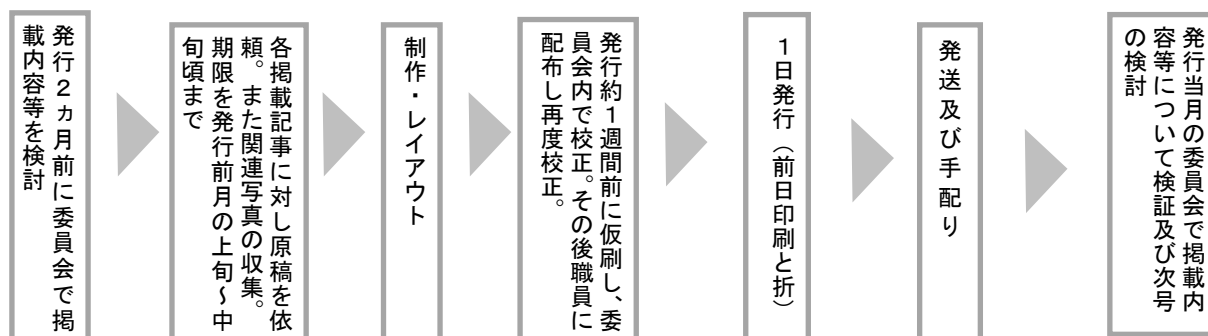 発行２ヵ月前に委員会で掲
載内容等を検討
各掲載記事に対し原稿を依
頼。また関連写真の収集。
期限を発行前月の上旬～中
旬頃まで
制作・レイアウト
発行約１週間前に仮刷し、委
員会内で校正。その後職員に
配布し再度校正。
１日発行（前日印刷と折）
発送及び手配り
発行当月の委員会で掲載内
容等について検証及び次号
の検討